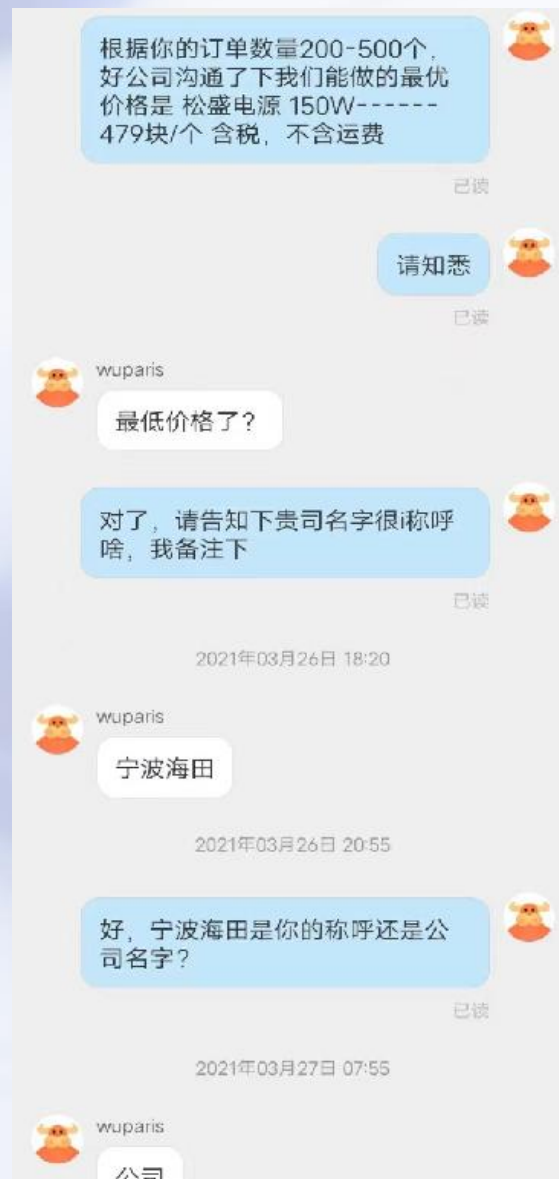 根据你的订单数量200-500个，
好公司沟通了下我们能做的最优
价格是 松盛电源 150W------
479块/个 含税，不含运费
已读
请知悉
已读
wuparis
最低价格了?
对了，请告知下贵司名字很i称呼
啥，我备注下
已读
2021年03月26日 18:20
wuparis
宁波海田
2021年03月26日 20:55
好，宁波海田是你的称呼还是公
司名字?
已读
2021年03月27日 07:55
wuparis
公司